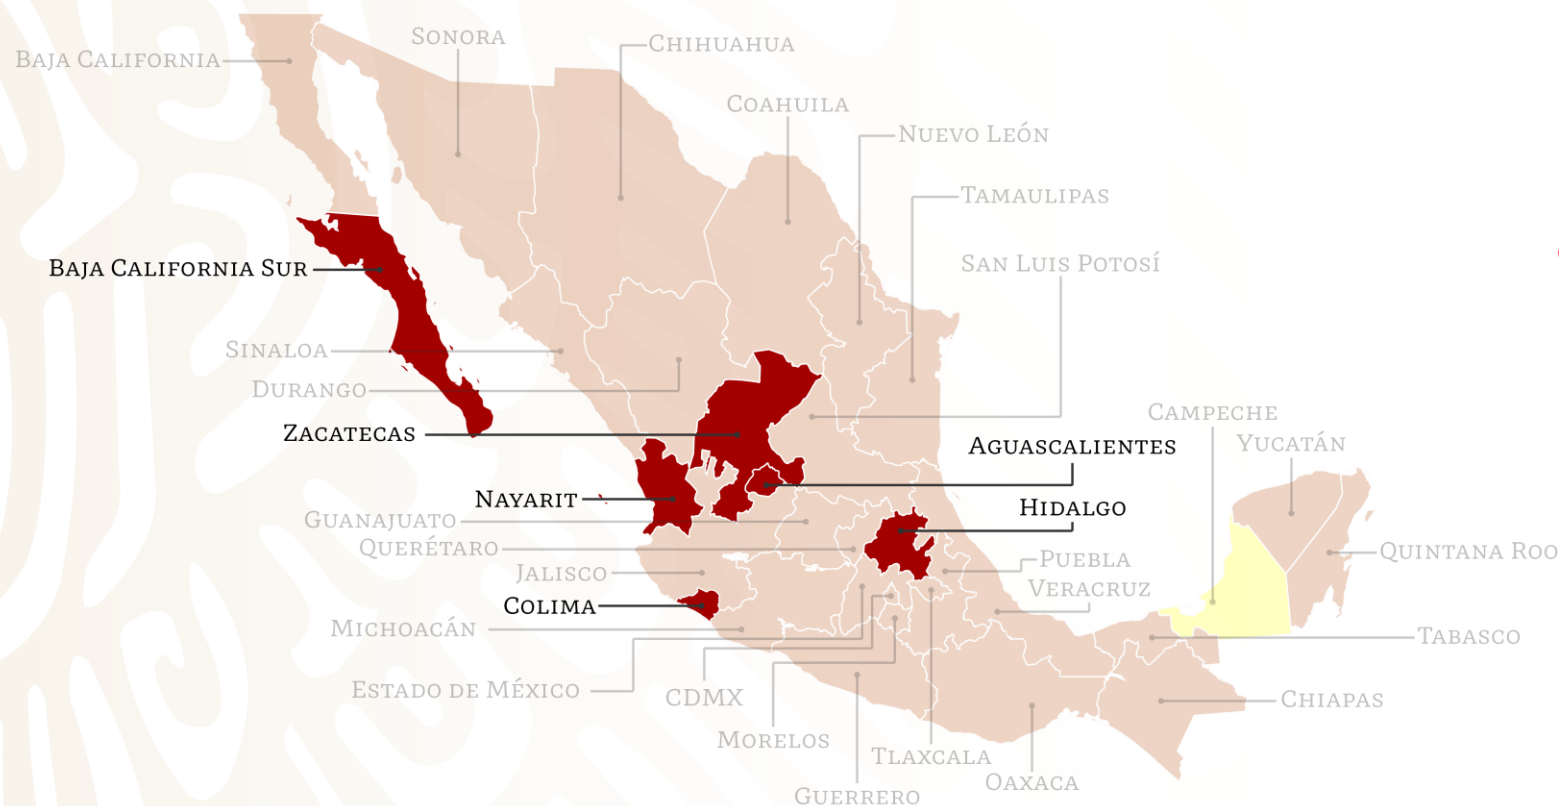 Sonora
Chihuahua
Baja California
Coahuila
Nuevo León
Tamaulipas
San Luis Potosí
Baja California Sur
Sinaloa
Durango
Campeche
Zacatecas
Aguascalientes
Yucatán
Nayarit
Hidalgo
Guanajuato
Querétaro
Quintana Roo
Puebla
Jalisco
Veracruz
Colima
Michoacán
Tabasco
Estado de México
CDMX
Chiapas
Morelos
Tlaxcala
Oaxaca
Guerrero